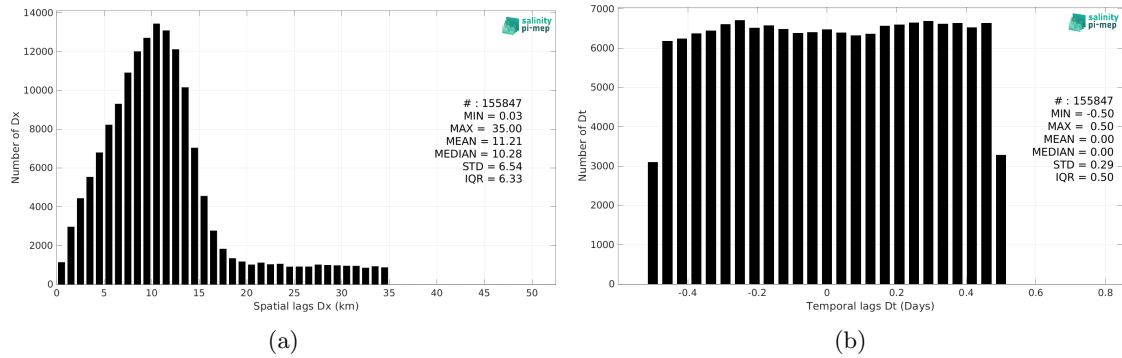 14000
12000
10000
8000
6000
4000
2000
0
Number of Dx
0 5 10 15 20 25 30 35 40 45 50
Spatial lags Dx (km)
salinity
pi-mep
# : 155847
MIN = 0.03
MAX = 35.00
MEAN = 11.21
MEDIAN = 10.28
STD = 6.54
IQR = 6.33
(a)
7000
6000
5000
4000
3000
2000
1000
0
Number of Dt
-0.4 -0.2 0 0.2 0.4 0.6 0.8
Temporal lags Dt (Days)
salinity
pi-mep
# : 155847
MIN = -0.50
MAX = 0.50
MEAN = 0.00
MEDIAN = 0.00
STD = 0.29
IQR = 0.50
(b)